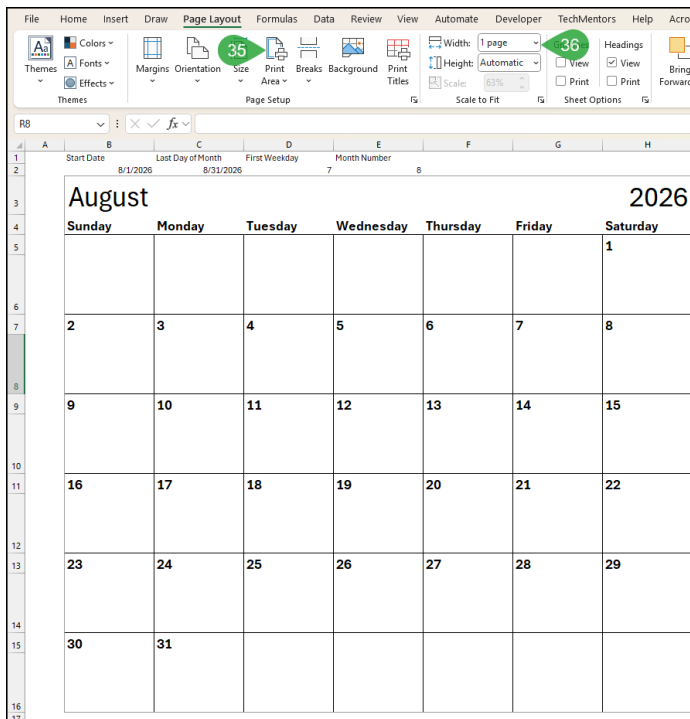 File Home Insert Draw Page Layout Formulas Data Review View Automate Developer TechMentors Help Acro
Aa Colors 35 Width: 1 page 36 Headings
A Fonts Height: Automatic View View
Themes Effects Margins Orientation Size Print Area Breaks Background Print Titles Scale: 63% Print Print Bring Forward
Themes Page Setup Scale to Fit Sheet Options
R8 fx
A B C D E F G H
1 Start Date Last Day of Month First Weekday Month Number
2 8/1/2026 8/31/2026 7 8
3 August 2026
4 Sunday Monday Tuesday Wednesday Thursday Friday Saturday
5 1
6
7 2 3 4 5 6 7 8
8
9 9 10 11 12 13 14 15
10
11 16 17 18 19 20 21 22
12
13 23 24 25 26 27 28 29
14
15 30 31
16
17